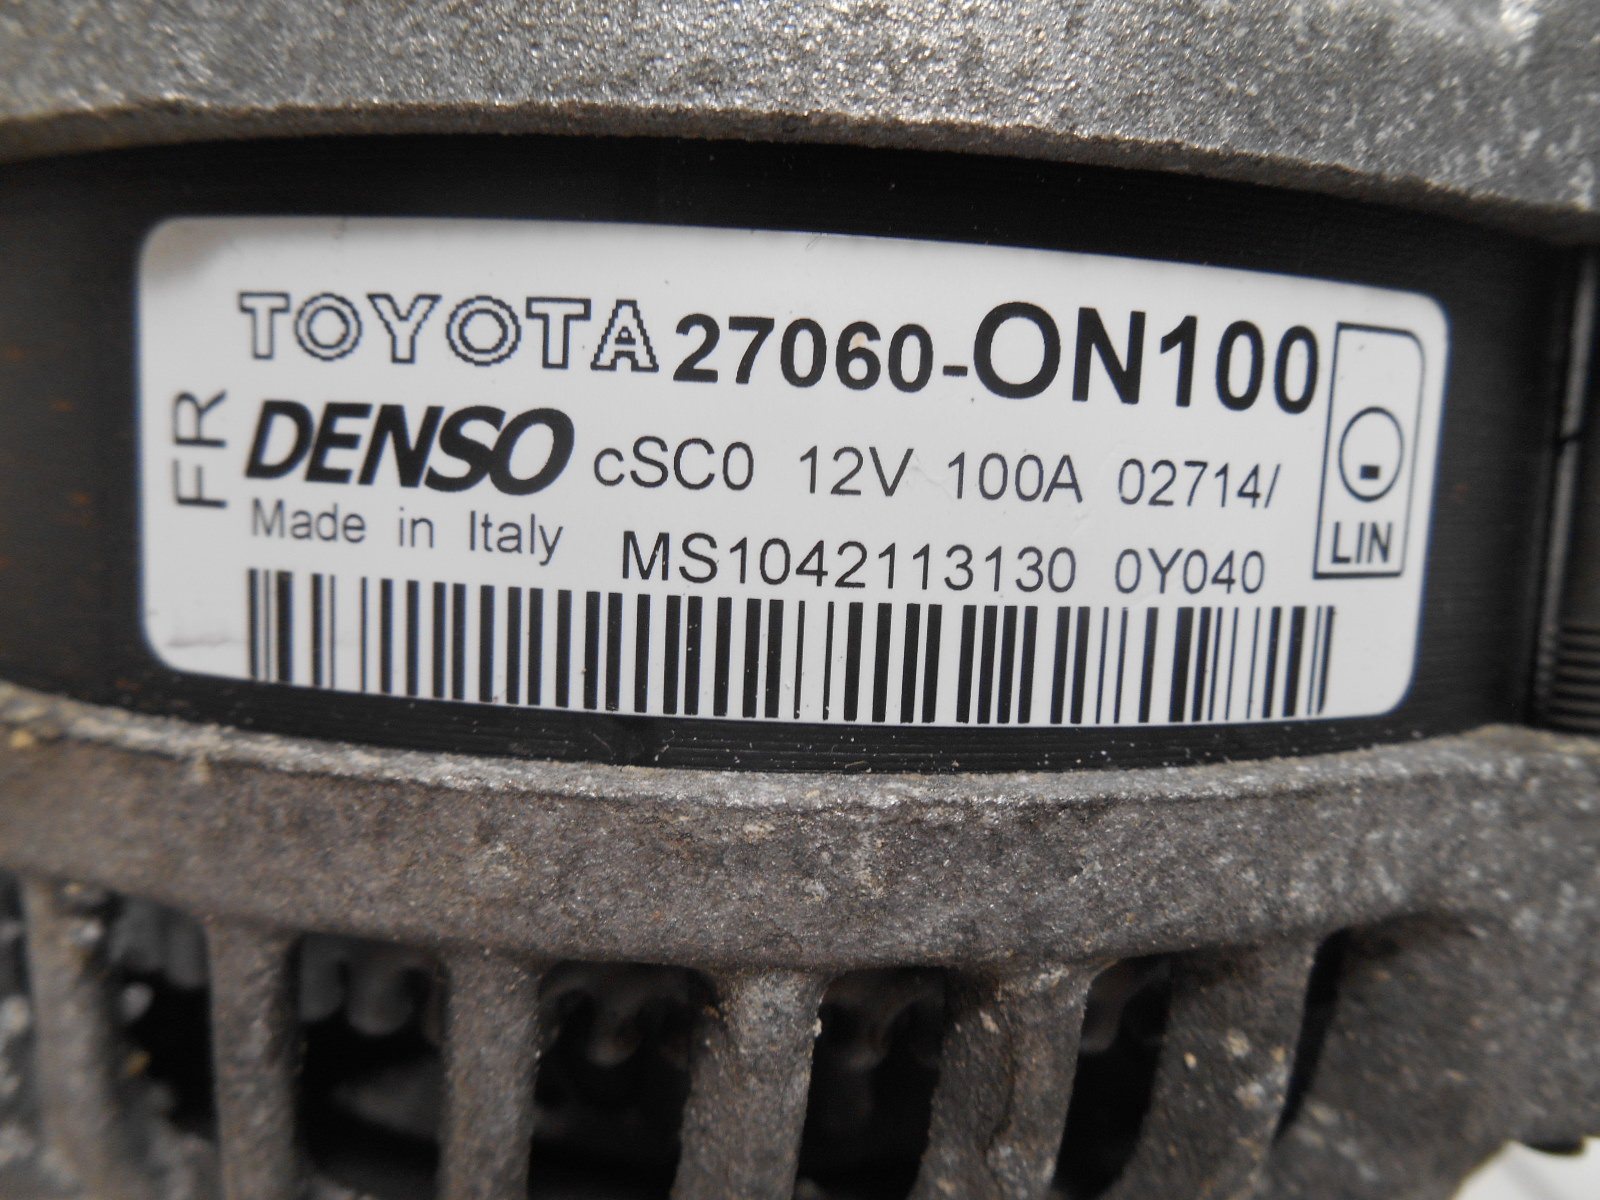 TOYOTA 27060-ON100
FR
DENSO cSC0 12V 100A 02714/
Made in Italy MS1042113130 0Y040
LIN